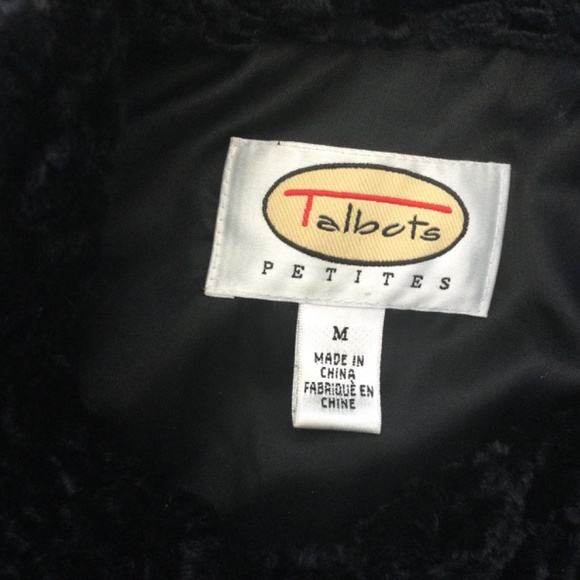 Talbots
PETITES
M
MADE IN
CHINA
FABRIQUÈ EN
CHINE